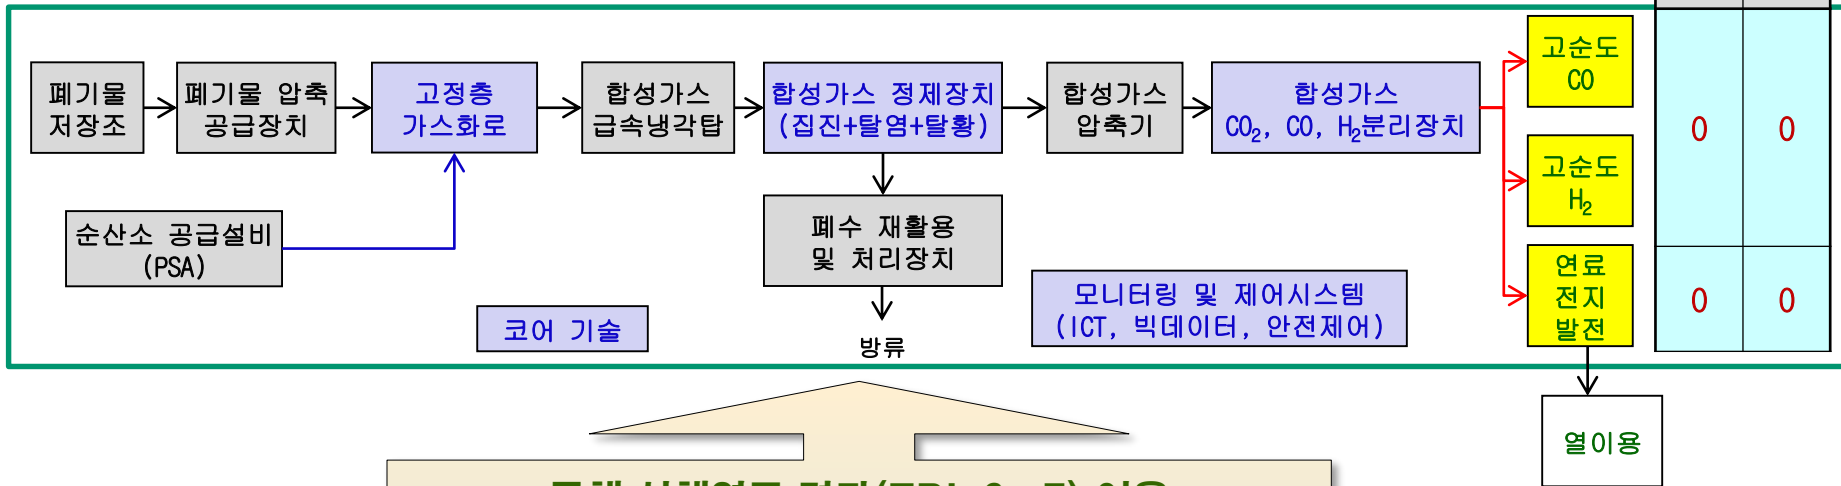 폐기물
저장조
폐기물 압축
공급장치
고정층
가스화로
합성가스
급속냉각탑
합성가스 정제장치
(집진+탈염+탈황)
합성가스
압축기
합성가스
CO₂, CO, H₂분리장치
고순도
CO
고순도
H₂
연료
전지
발전
O O
O O
순산소 공급설비
(PSA)
폐수 재활용
및 처리장치
방류
코어 기술
모니터링 및 제어시스템
(ICT, 빅데이터, 안전제어)
열이용